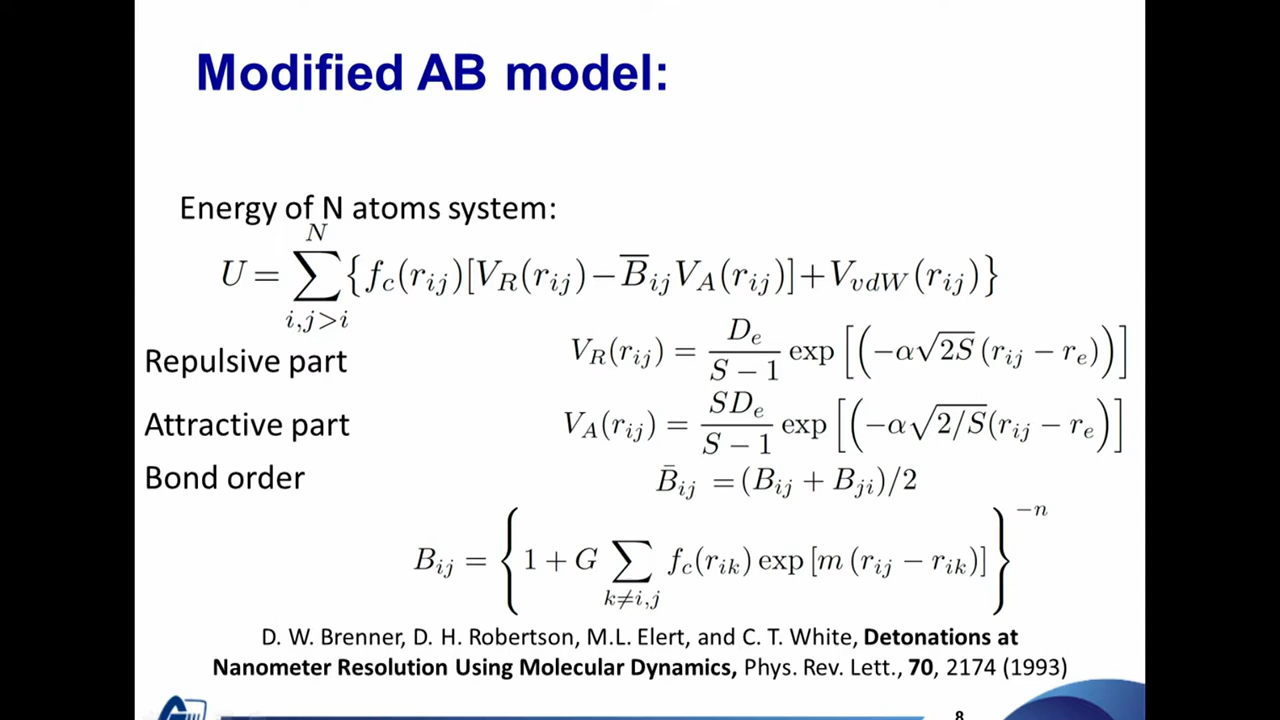 Modified AB model:
Energy of N atoms system:
U = \sum_{i,j>i}^{N} \{ f_c(r_{ij}) [ V_R(r_{ij}) - \overline{B}_{ij} V_A(r_{ij}) ] + V_{vdW}(r_{ij}) \}
Repulsive part V_R(r_{ij}) = \frac{D_e}{S-1} \exp\left[\left(-\alpha\sqrt{2S}\,(r_{ij} - r_e)\right)\right]
Attractive part V_A(r_{ij}) = \frac{SD_e}{S-1} \exp\left[\left(-\alpha\sqrt{2/S}(r_{ij} - r_e\right)\right]
Bond order \bar{B}_{ij} = (B_{ij} + B_{ji})/2
B_{ij} = \left\{ 1 + G \sum_{k \neq i,j} f_c(r_{ik}) \exp\left[m\left(r_{ij} - r_{ik}\right)\right] \right\}^{-n}
D. W. Brenner, D. H. Robertson, M.L. Elert, and C. T. White, Detonations at
Nanometer Resolution Using Molecular Dynamics, Phys. Rev. Lett., 70, 2174 (1993)
8